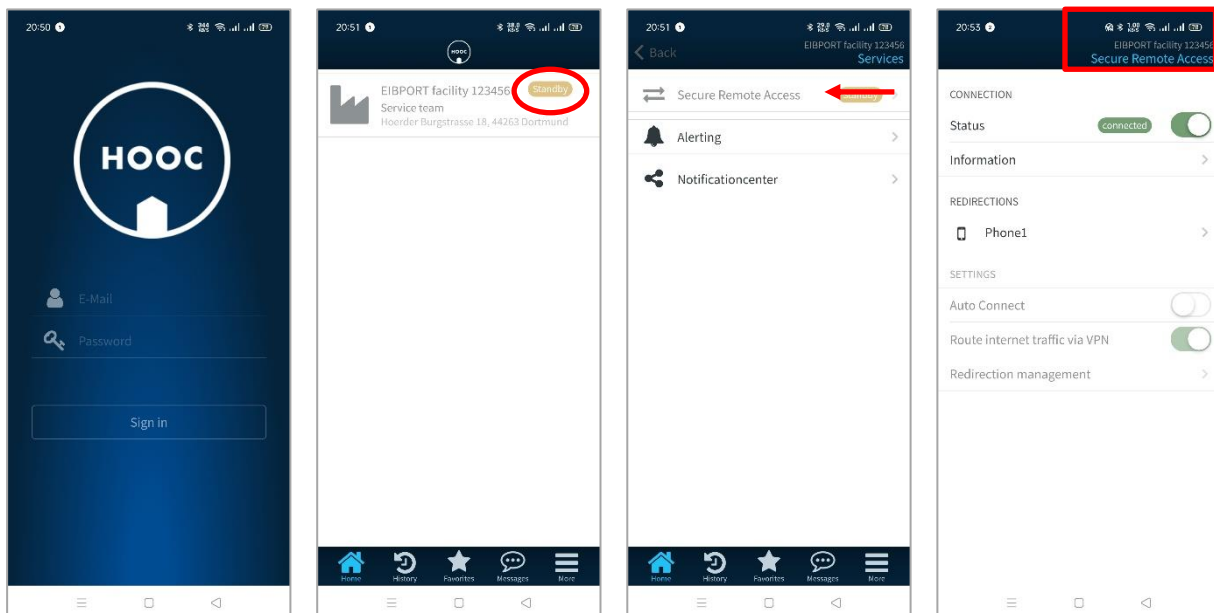 20:50
HOOC
E-Mail
Password
Sign in
20:51
HOOC
EIBPORT facility 123456
Standby
Service team
Hoerder Burgstrasse 18, 44263 Dortmund
Home
History
Favorites
Messages
More
20:51
Back
EIBPORT facility 123456
Services
Secure Remote Access
Alerting
Notificationcenter
Home
History
Favorites
Messages
More
20:53
EIBPORT facility 123456
Secure Remote Access
CONNECTION
Status
connected
Information
REDIRECTIONS
Phone1
SETTINGS
Auto Connect
Route internet traffic via VPN
Redirection management